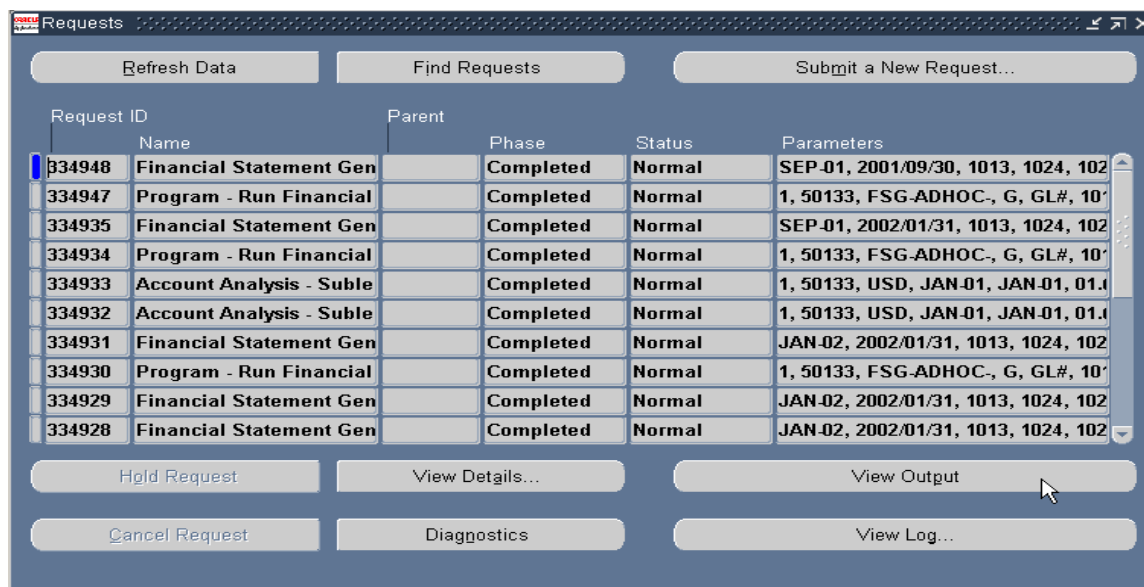 ORACLE Applications Requests
Refresh Data Find Requests Submit a New Request...
Request ID Parent
Name Phase Status Parameters
334948 Financial Statement Gen Completed Normal SEP-01, 2001/09/30, 1013, 1024, 102
334947 Program - Run Financial Completed Normal 1, 50133, FSG-ADHOC-, G, GL#, 101
334935 Financial Statement Gen Completed Normal SEP-01, 2002/01/31, 1013, 1024, 102
334934 Program - Run Financial Completed Normal 1, 50133, FSG-ADHOC-, G, GL#, 101
334933 Account Analysis - Suble Completed Normal 1, 50133, USD, JAN-01, JAN-01, 01.
334932 Account Analysis - Suble Completed Normal 1, 50133, USD, JAN-01, JAN-01, 01.
334931 Financial Statement Gen Completed Normal JAN-02, 2002/01/31, 1013, 1024, 102
334930 Program - Run Financial Completed Normal 1, 50133, FSG-ADHOC-, G, GL#, 101
334929 Financial Statement Gen Completed Normal JAN-02, 2002/01/31, 1013, 1024, 102
334928 Financial Statement Gen Completed Normal JAN-02, 2002/01/31, 1013, 1024, 102
Hold Request View Details... View Output
Cancel Request Diagnostics View Log...